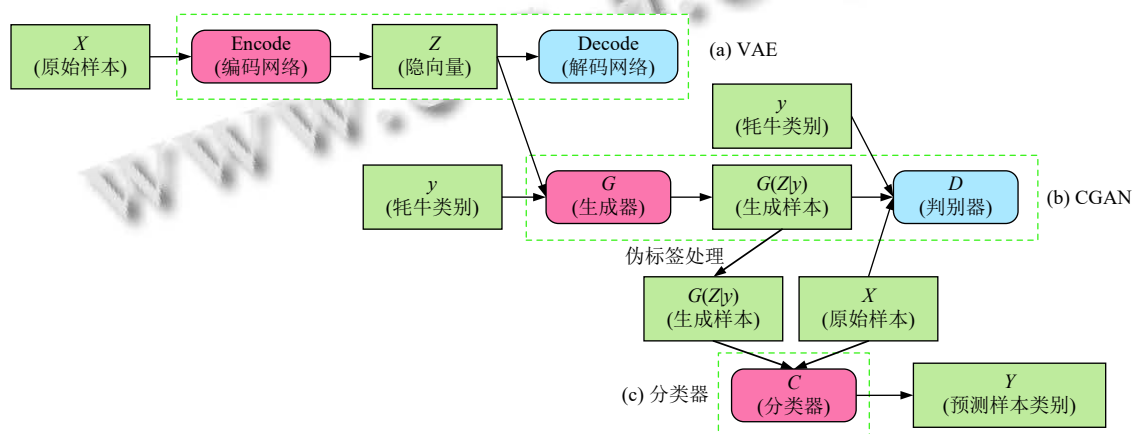 X
(原始样本)
Encode
(编码网络)
Z
(隐向量)
Decode
(解码网络)
(a) VAE
y
(牦牛类别)
y
(牦牛类别)
G
(生成器)
G(Z|y)
(生成样本)
D
(判别器)
(b) CGAN
伪标签处理
G(Z|y)
(生成样本)
X
(原始样本)
(c) 分类器
C
(分类器)
Y
(预测样本类别)
www.